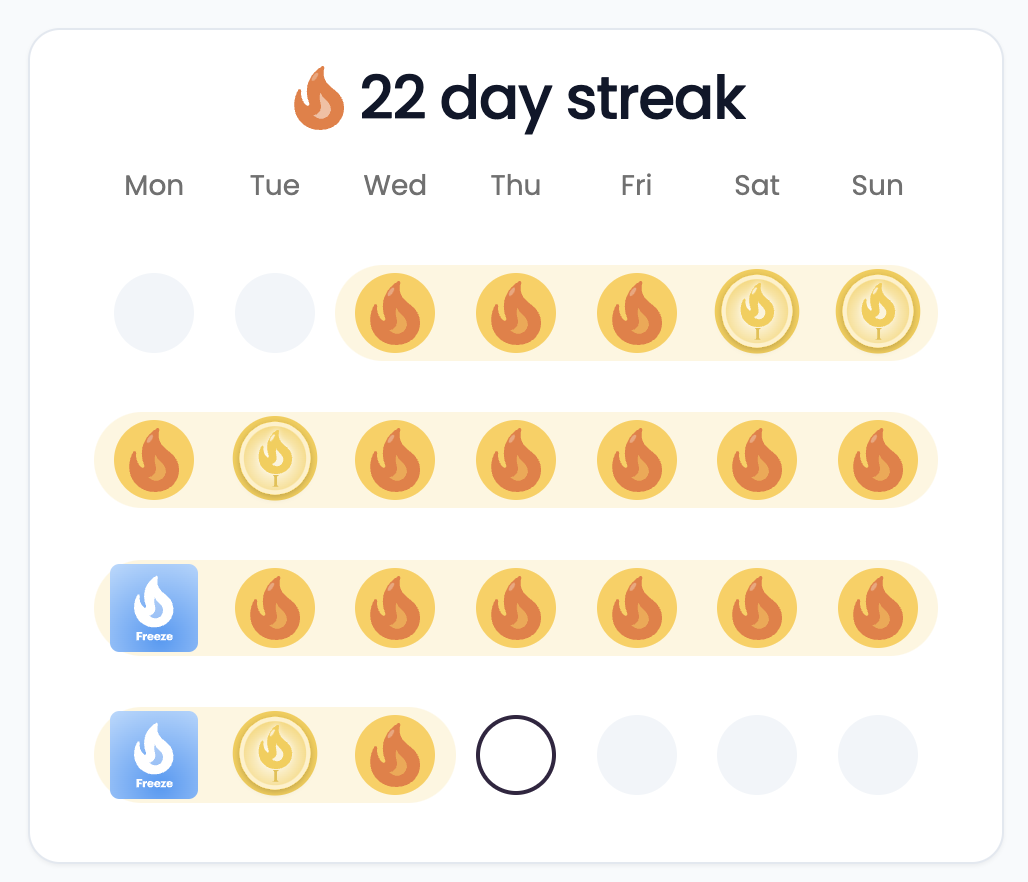 22 day streak
Mon Tue Wed Thu Fri Sat Sun
I I
I
Freeze
Freeze I